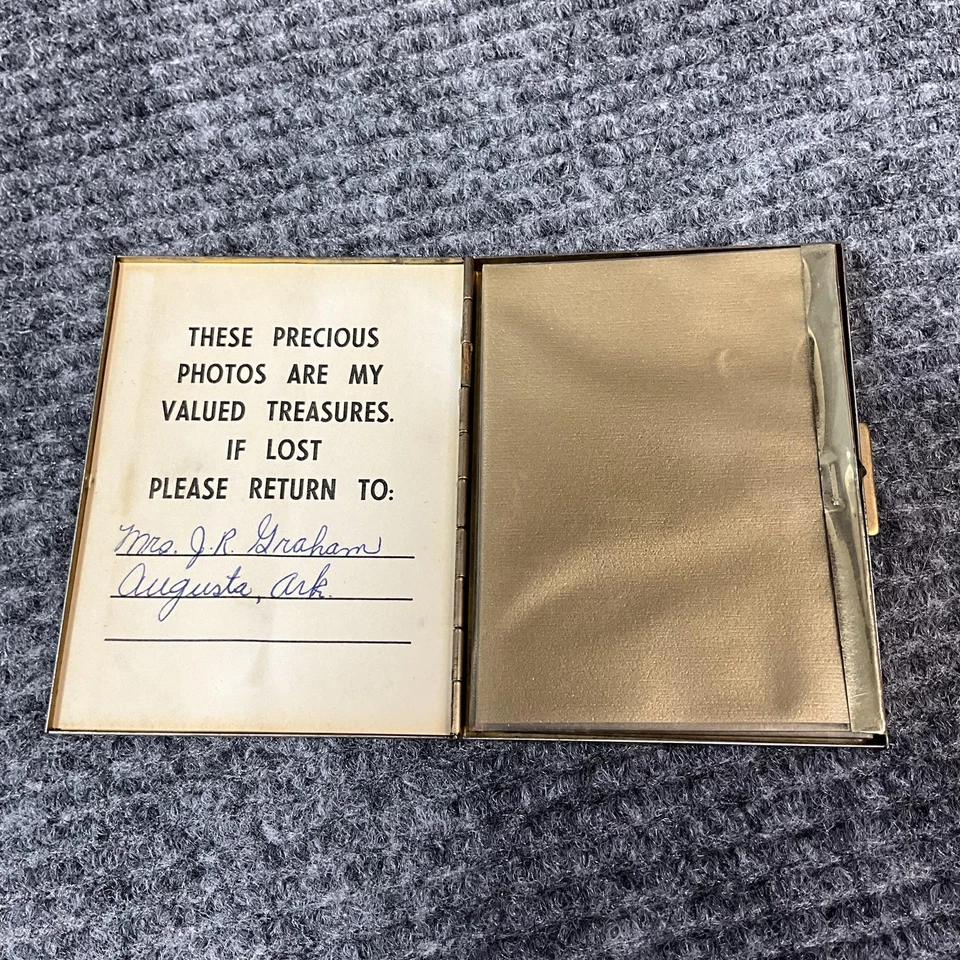 THESE PRECIOUS
PHOTOS ARE MY
VALUED TREASURES.
IF LOST
PLEASE RETURN TO:
Mrs. J.R. Graham
Augusta, Ark.